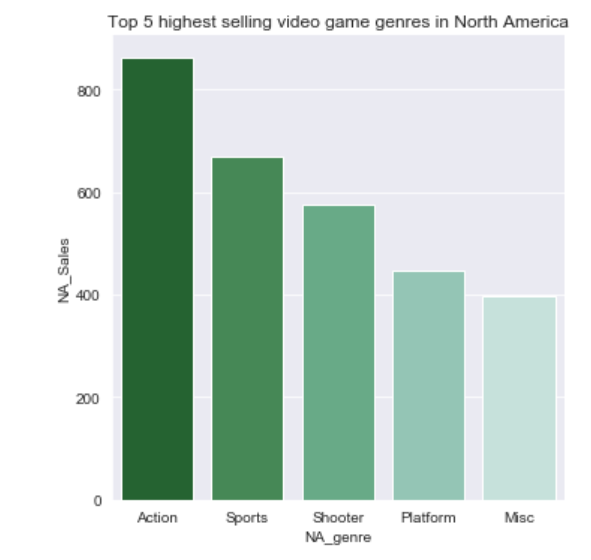 Top 5 highest selling video game genres in North America
800
600
400
200
0
NA_Sales
Action Sports Shooter Platform Misc
NA_genre